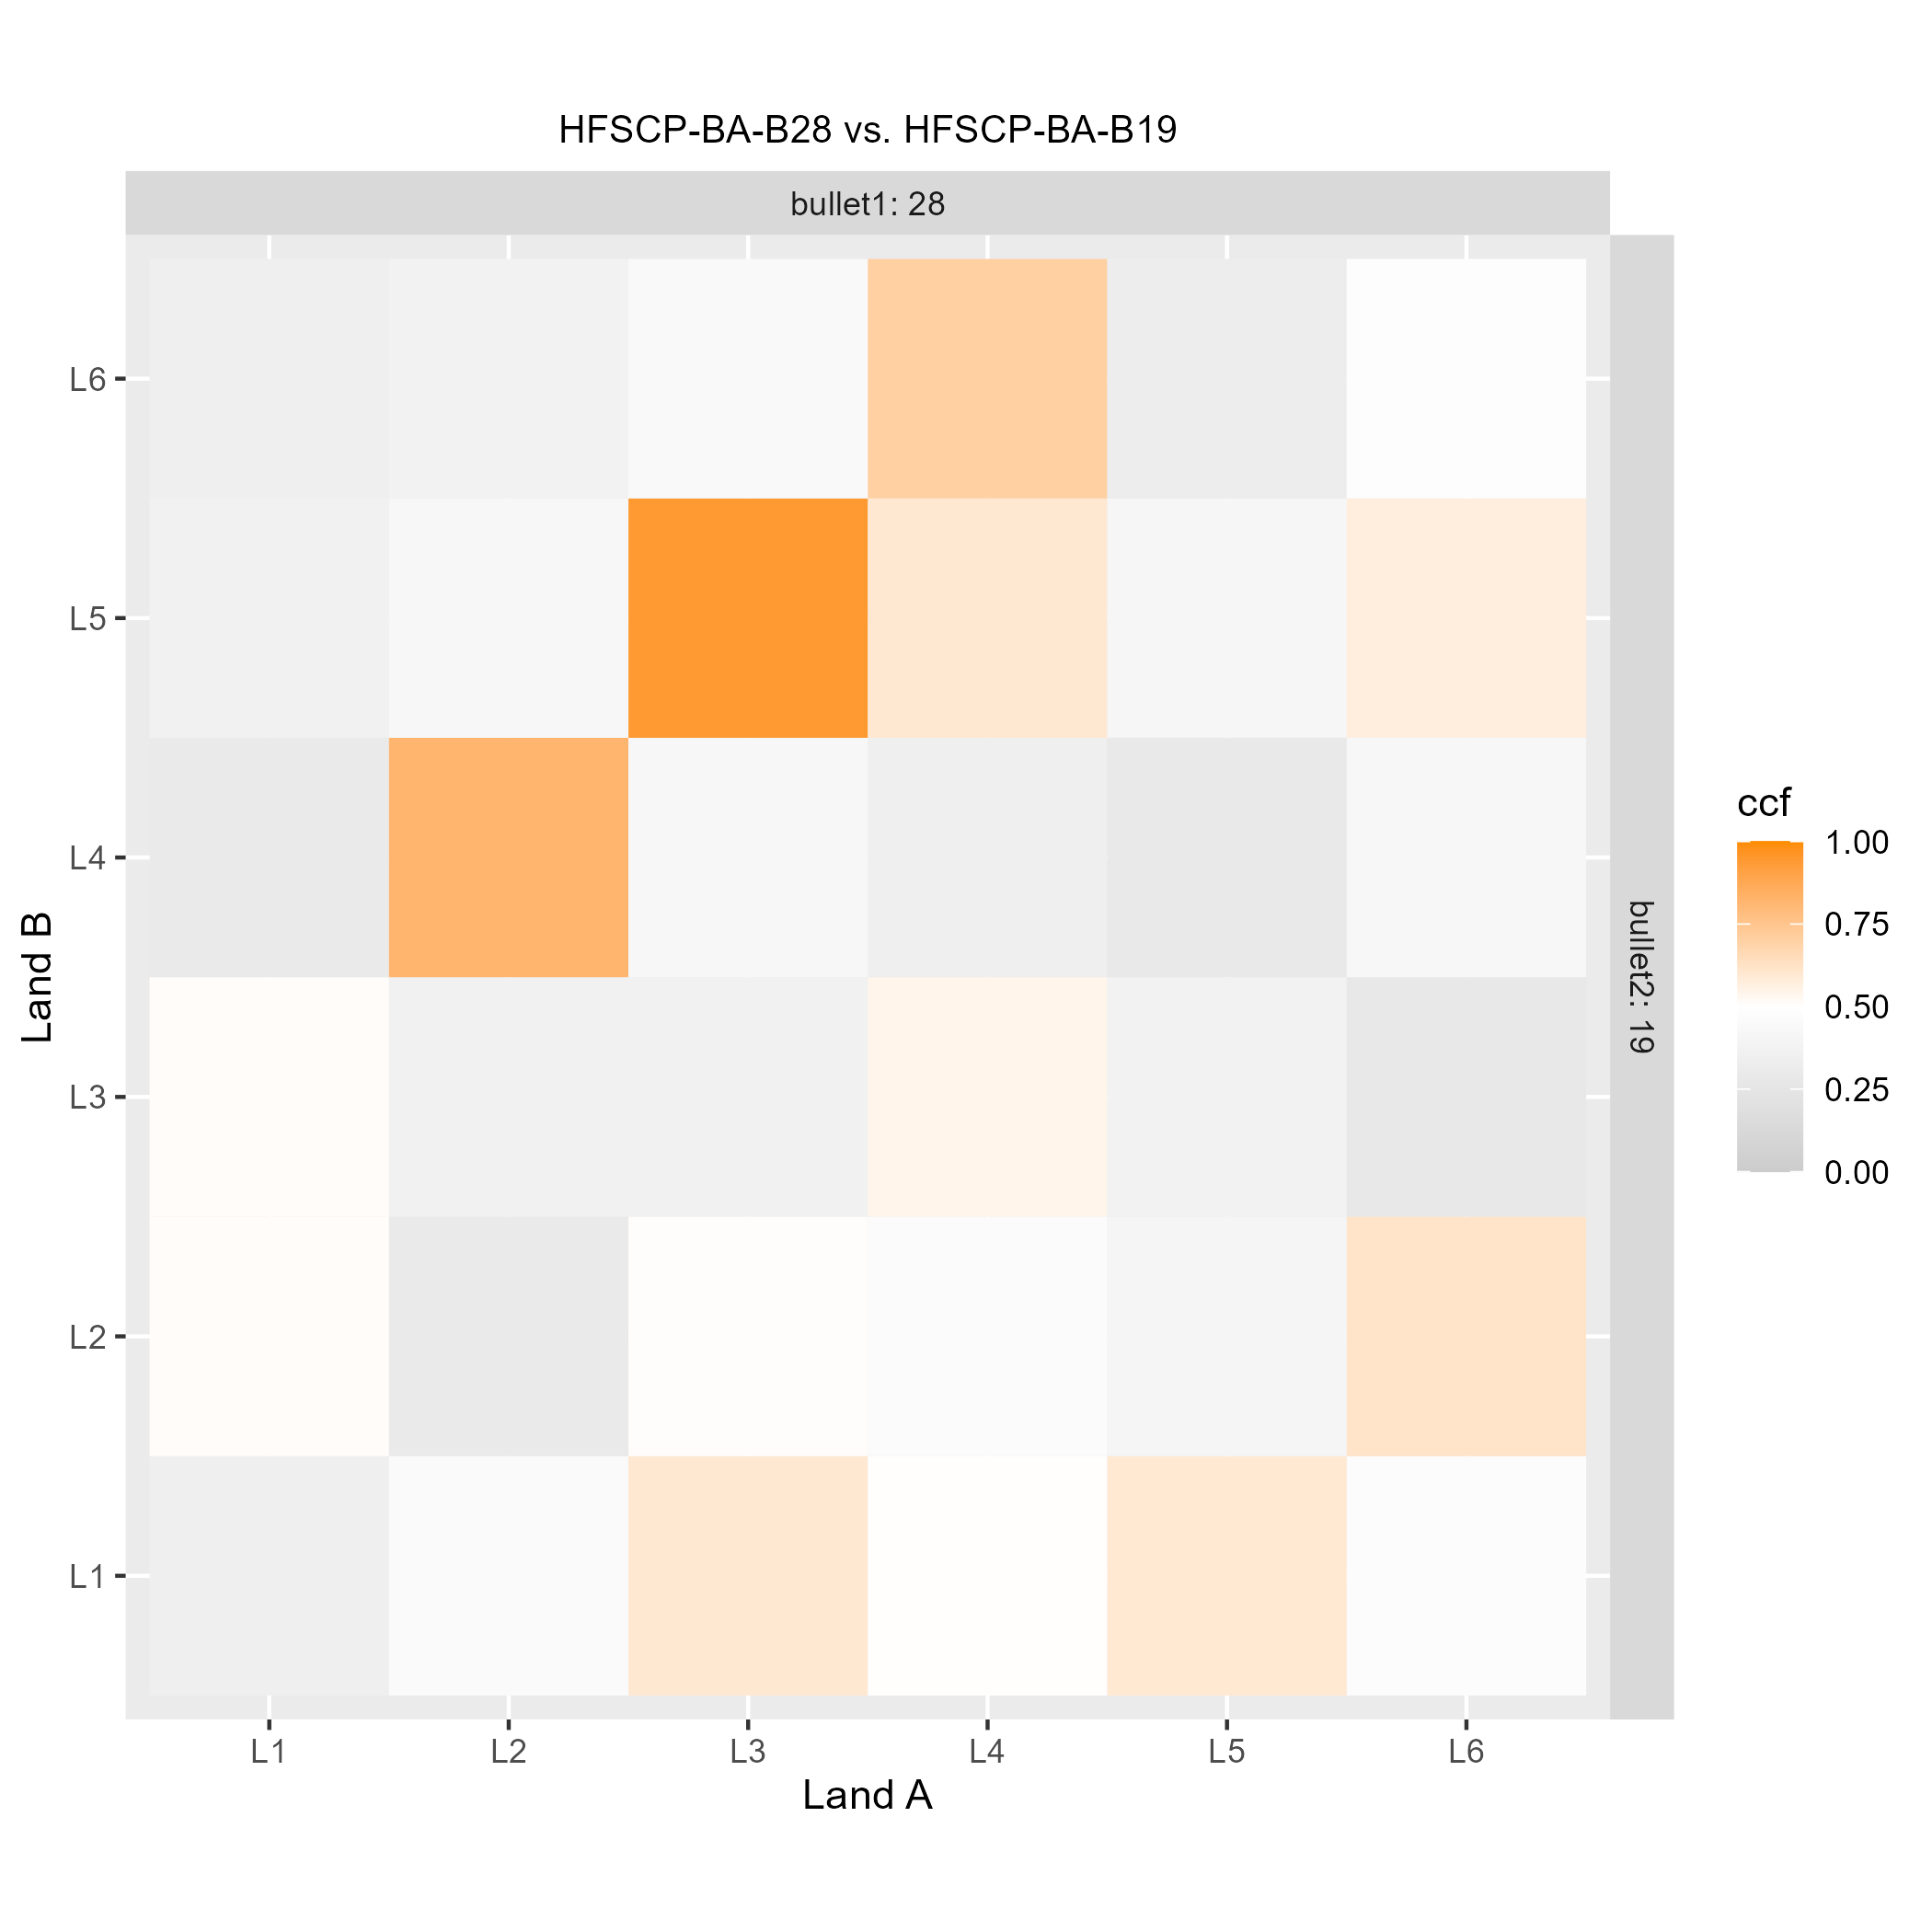 HFSCP-BA-B28 vs. HFSCP-BA-B19
bullet1: 28
L6
L5
L4
L3
L2
L1
Land B
bullet2: 19
L1
L2
L3
L4
L5
L6
Land A
ccf
1.00
0.75
0.50
0.25
0.00